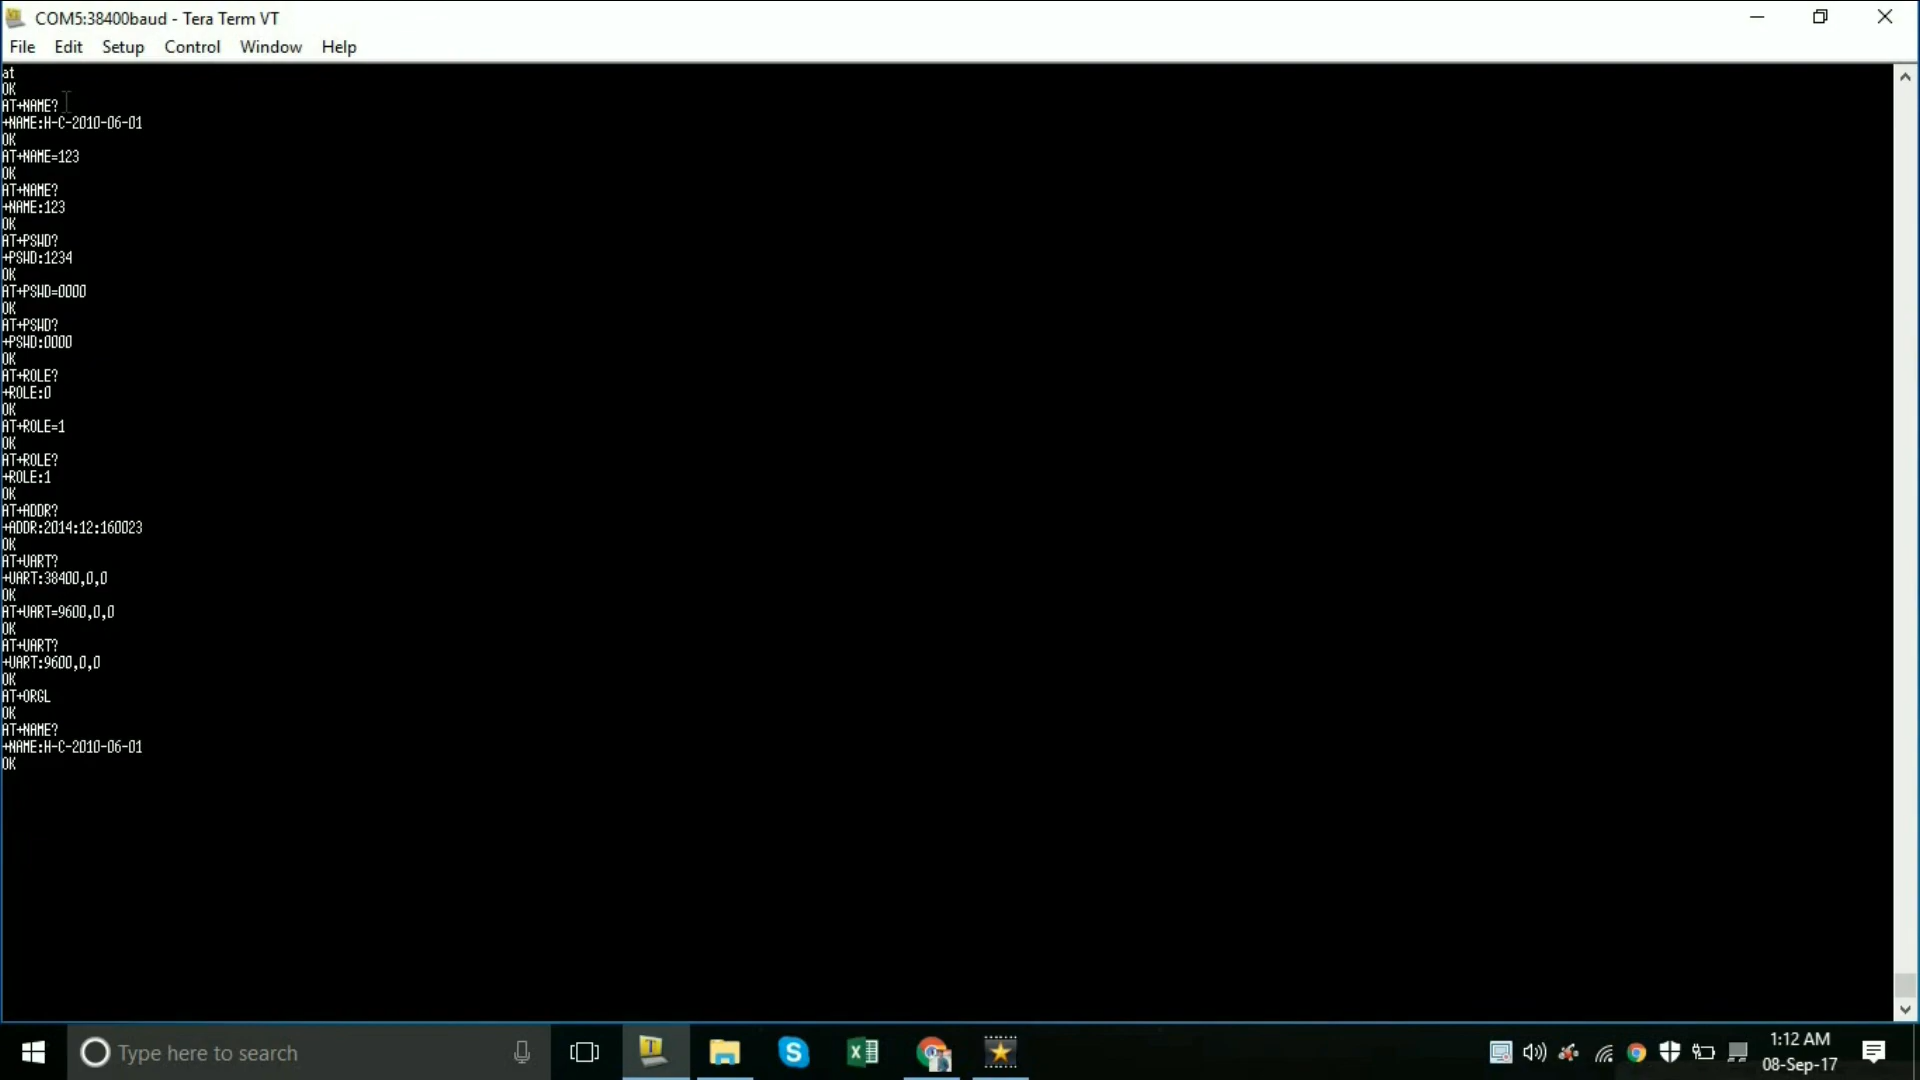 COM5:38400baud - Tera Term VT
File Edit Setup Control Window Help
at
OK
AT+NAME?
+NAME:H-C-2010-06-01
OK
AT+NAME=123
OK
AT+NAME?
+NAME:123
OK
AT+PSWD?
+PSWD:1234
OK
AT+PSWD=0000
OK
AT+PSWD?
+PSWD:0000
OK
AT+ROLE?
+ROLE:0
OK
AT+ROLE=1
OK
AT+ROLE?
+ROLE:1
OK
AT+ADDR?
+ADDR:2014:12:160023
OK
AT+UART?
+UART:38400,0,0
OK
AT+UART=9600,0,0
OK
AT+UART?
+UART:9600,0,0
OK
AT+ORGL
OK
AT+NAME?
+NAME:H-C-2010-06-01
OK
Type here to search
1:12 AM
08-Sep-17